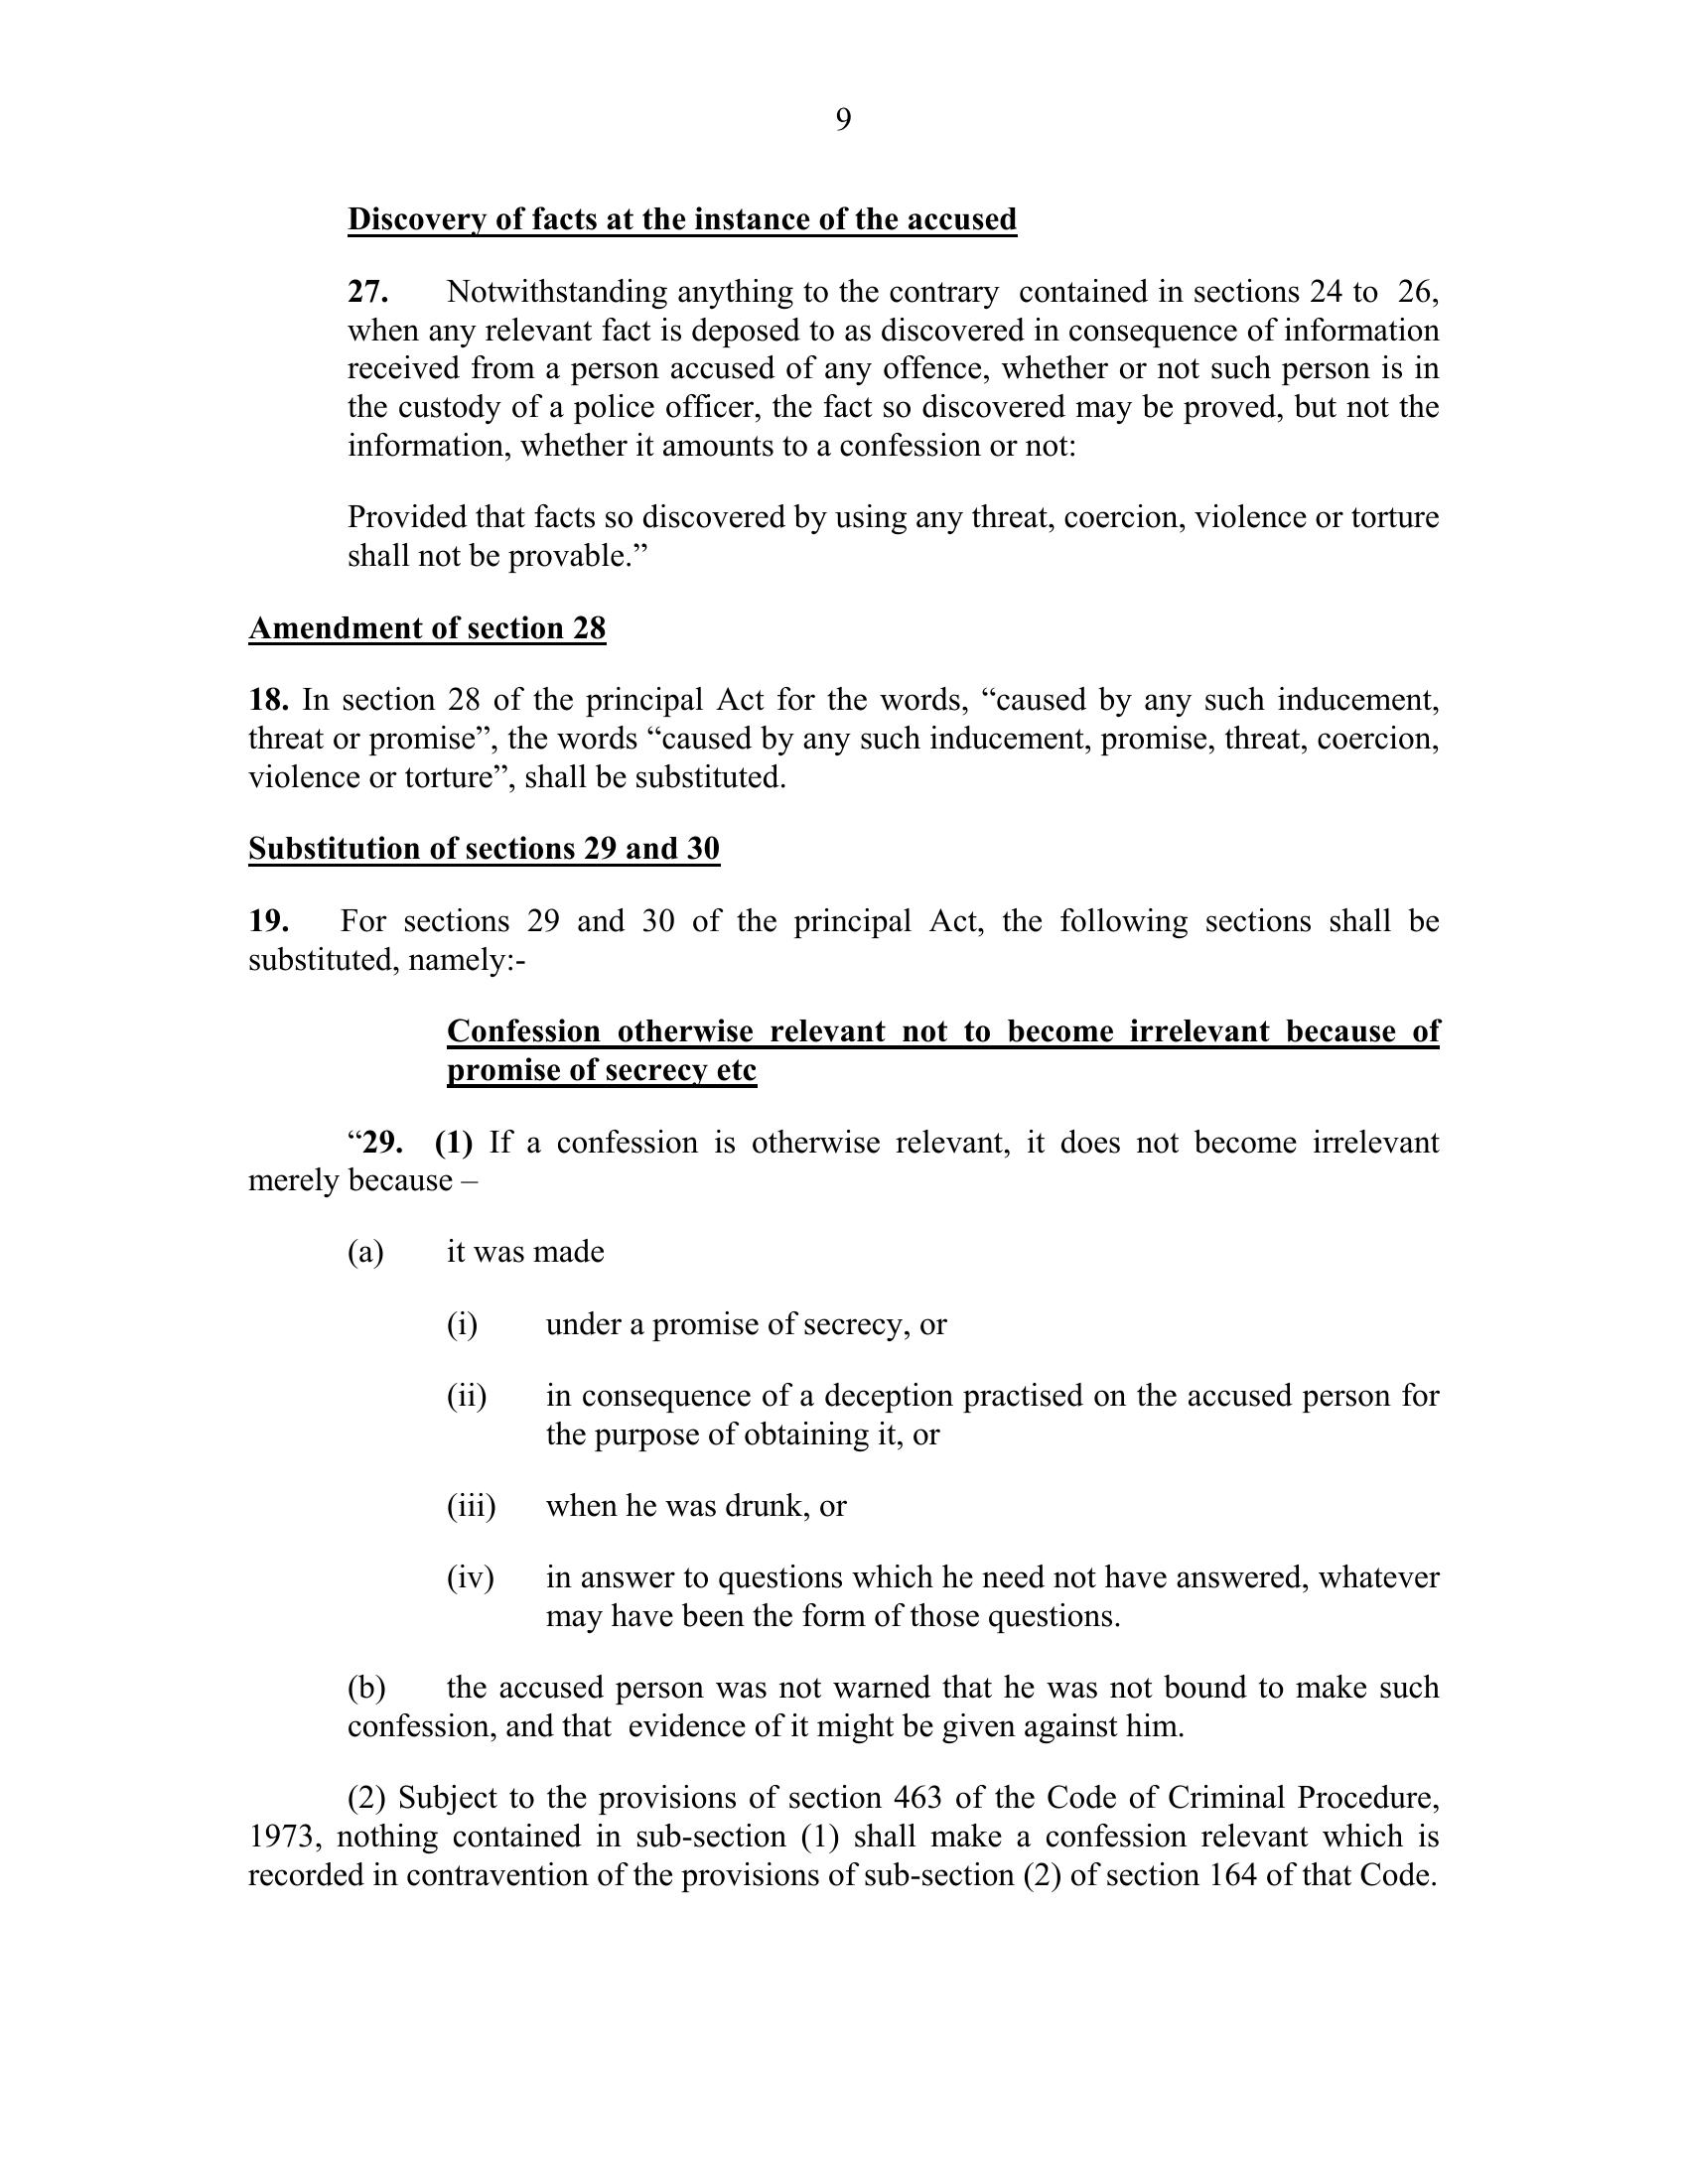 9
Discovery of facts at the instance of the accused
27. Notwithstanding anything to the contrary contained in sections 24 to 26,
when any relevant fact is deposed to as discovered in consequence of information
received from a person accused of any offence, whether or not such person is in
the custody of a police officer, the fact so discovered may be proved, but not the
information, whether it amounts to a confession or not:
Provided that facts so discovered by using any threat, coercion, violence or torture
shall not be provable.”
Amendment of section 28
18. In section 28 of the principal Act for the words, “caused by any such inducement,
threat or promise”, the words “caused by any such inducement, promise, threat, coercion,
violence or torture”, shall be substituted.
Substitution of sections 29 and 30
19. For sections 29 and 30 of the principal Act, the following sections shall be
substituted, namely:-
Confession otherwise relevant not to become irrelevant because of
promise of secrecy etc
“29. (1) If a confession is otherwise relevant, it does not become irrelevant
merely because –
(a) it was made
(i) under a promise of secrecy, or
(ii) in consequence of a deception practised on the accused person for
the purpose of obtaining it, or
(iii) when he was drunk, or
(iv) in answer to questions which he need not have answered, whatever
may have been the form of those questions.
(b) the accused person was not warned that he was not bound to make such
confession, and that evidence of it might be given against him.
(2) Subject to the provisions of section 463 of the Code of Criminal Procedure,
1973, nothing contained in sub-section (1) shall make a confession relevant which is
recorded in contravention of the provisions of sub-section (2) of section 164 of that Code.